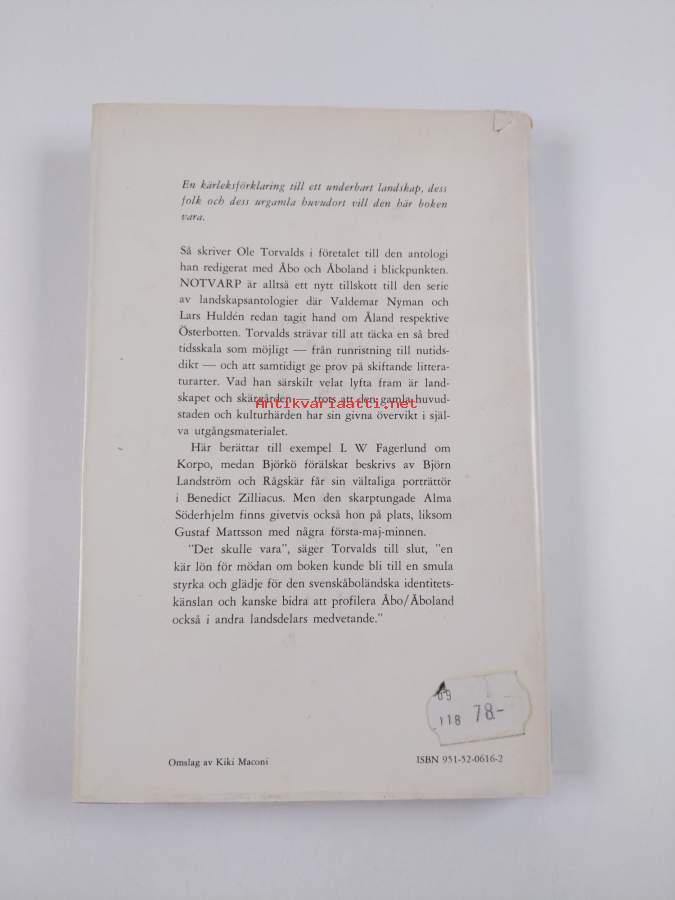 En kärleksförklaring till ett underbart landskap, dess
folk och dess urgamla huvudort vill den här boken
vara.
Så skriver Ole Torvalds i företalet till den antologi
han redigerat med Åbo och Åboland i blickpunkten.
NOTVARP är alltså ett nytt tillskott till den serie
av landskapsantologier där Valdemar Nyman och
Lars Huldén redan tagit hand om Åland respektive
Österbotten. Torvalds strävar till att täcka en så bred
tidsskala som möjligt — från runristning till nutids-
dikt — och att samtidigt ge prov på skiftande littera-
turarter. Vad han särskilt velat lyfta fram är land-
skapet och skärgården — trots att den gamla huvud-
Antikvariaatti.net
staden och kulturhärden har sin givna övervikt i själ-
va utgångsmaterialet.
Här berättar till exempel L W Fagerlund om
Korpo, medan Björkö förälskat beskrivs av Björn
Landström och Rågskär får sin vältaliga porträttör
i Benedict Zilliacus. Men den skarptungade Alma
Söderhjelm finns givetvis också hon på plats, liksom
Gustaf Mattsson med några första-maj-minnen.
"Det skulle vara", säger Torvalds till slut, "en
kär lön för mödan om boken kunde bli till en smula
styrka och glädje för den svenskåboländska identitets-
känslan och kanske bidra att profilera Åbo/Åboland
också i andra landsdelars medvetande."
09
118 78.-
Omslag av Kiki Maconi
ISBN 951-52-0616-2